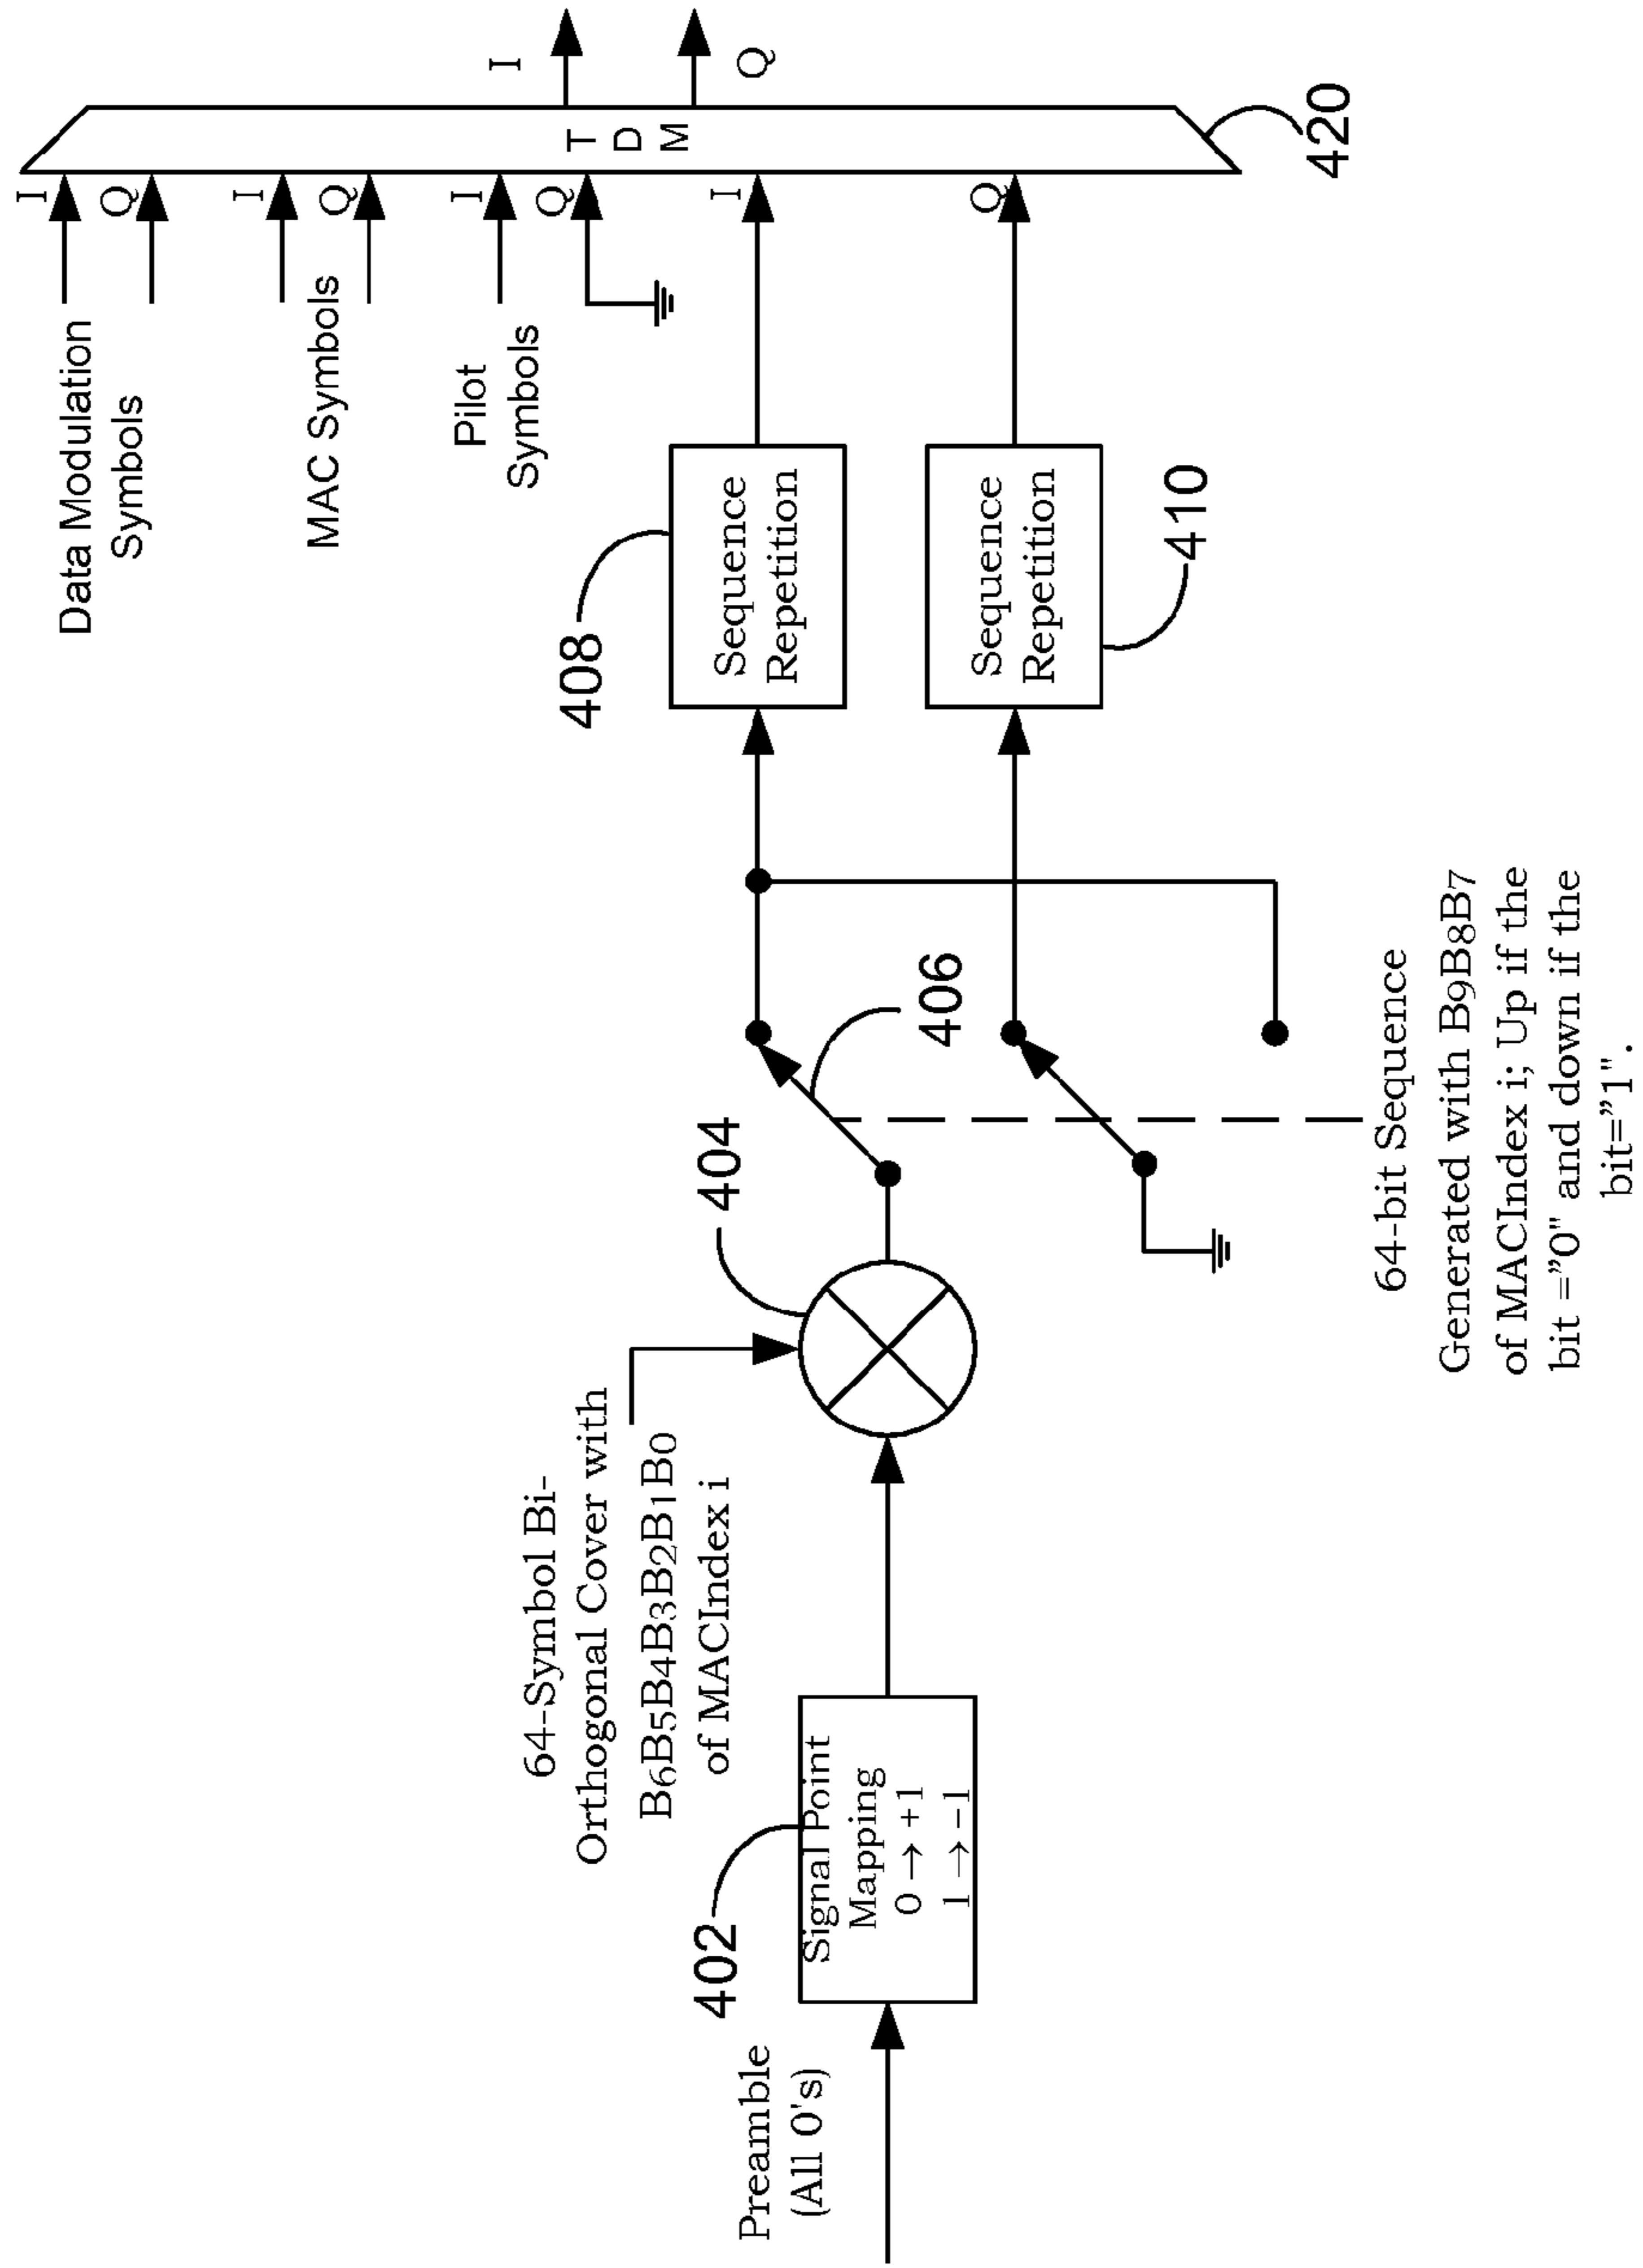 Preamble
(All 0's)
402
Signal Point
Mapping
0 → +1
1 → −1
64-Symbol Bi-
Orthogonal Cover with
B6B5B4B3B2B1B0
of MACIndex i
404
406
64-bit Sequence
Generated with B9B8B7
of MACIndex i; Up if the
bit ="0" and down if the
bit="1".
408
Sequence
Repetition
Sequence
Repetition
410
Data Modulation
Symbols
MAC Symbols
Pilot
Symbols
I
Q
I
Q
I
Q
I
Q
T
D
M
I
Q
420